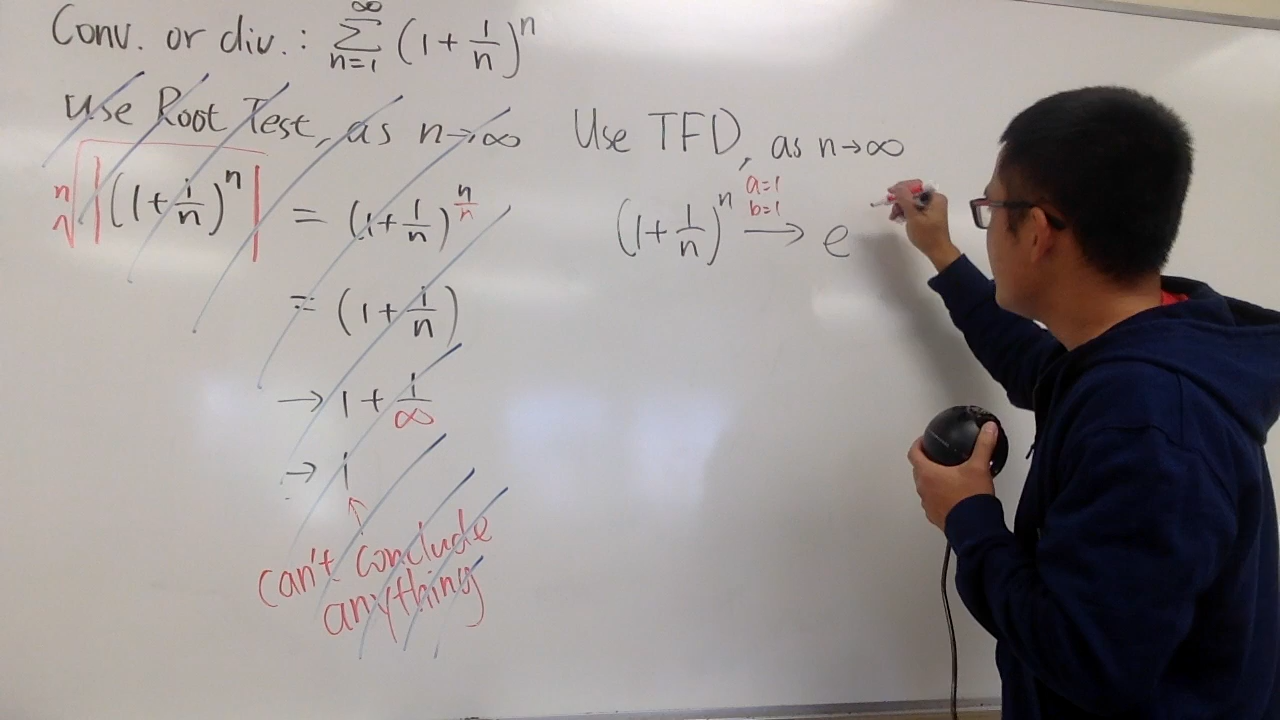 Conv. or div.: ∞∑n=1 (1 + 1/n)^n
Use Root Test, as n→∞
ⁿ√|(1 + 1/n)^n| = (1 + 1/n)^(n/n)
= (1 + 1/n)
→ 1 + 1/∞
→ 1
can't conclude
anything
Use TFD, as n→∞
a=1
b=1
(1 + 1/n)^n → e